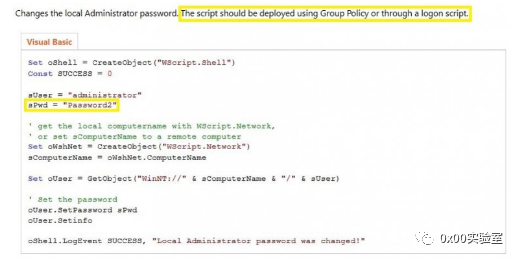 Changes the local Administrator password. The script should be deployed using Group Policy or through a logon script.
Visual Basic
Set oShell = CreateObject("WScript.Shell")
Const SUCCESS = 0
sUser = "administrator"
sPwd = "Password2"
' get the local computername with WScript.Network,
' or set sComputerName to a remote computer
Set oWshNet = CreateObject("WScript.Network")
sComputerName = oWshNet.ComputerName
Set oUser = GetObject("WinNT://" & sComputerName & "/" & sUser)
' Set the password
oUser.SetPassword sPwd
oUser.Setinfo
oShell.LogEvent SUCCESS, "Local Administrator password was changed!"
0x00实验室